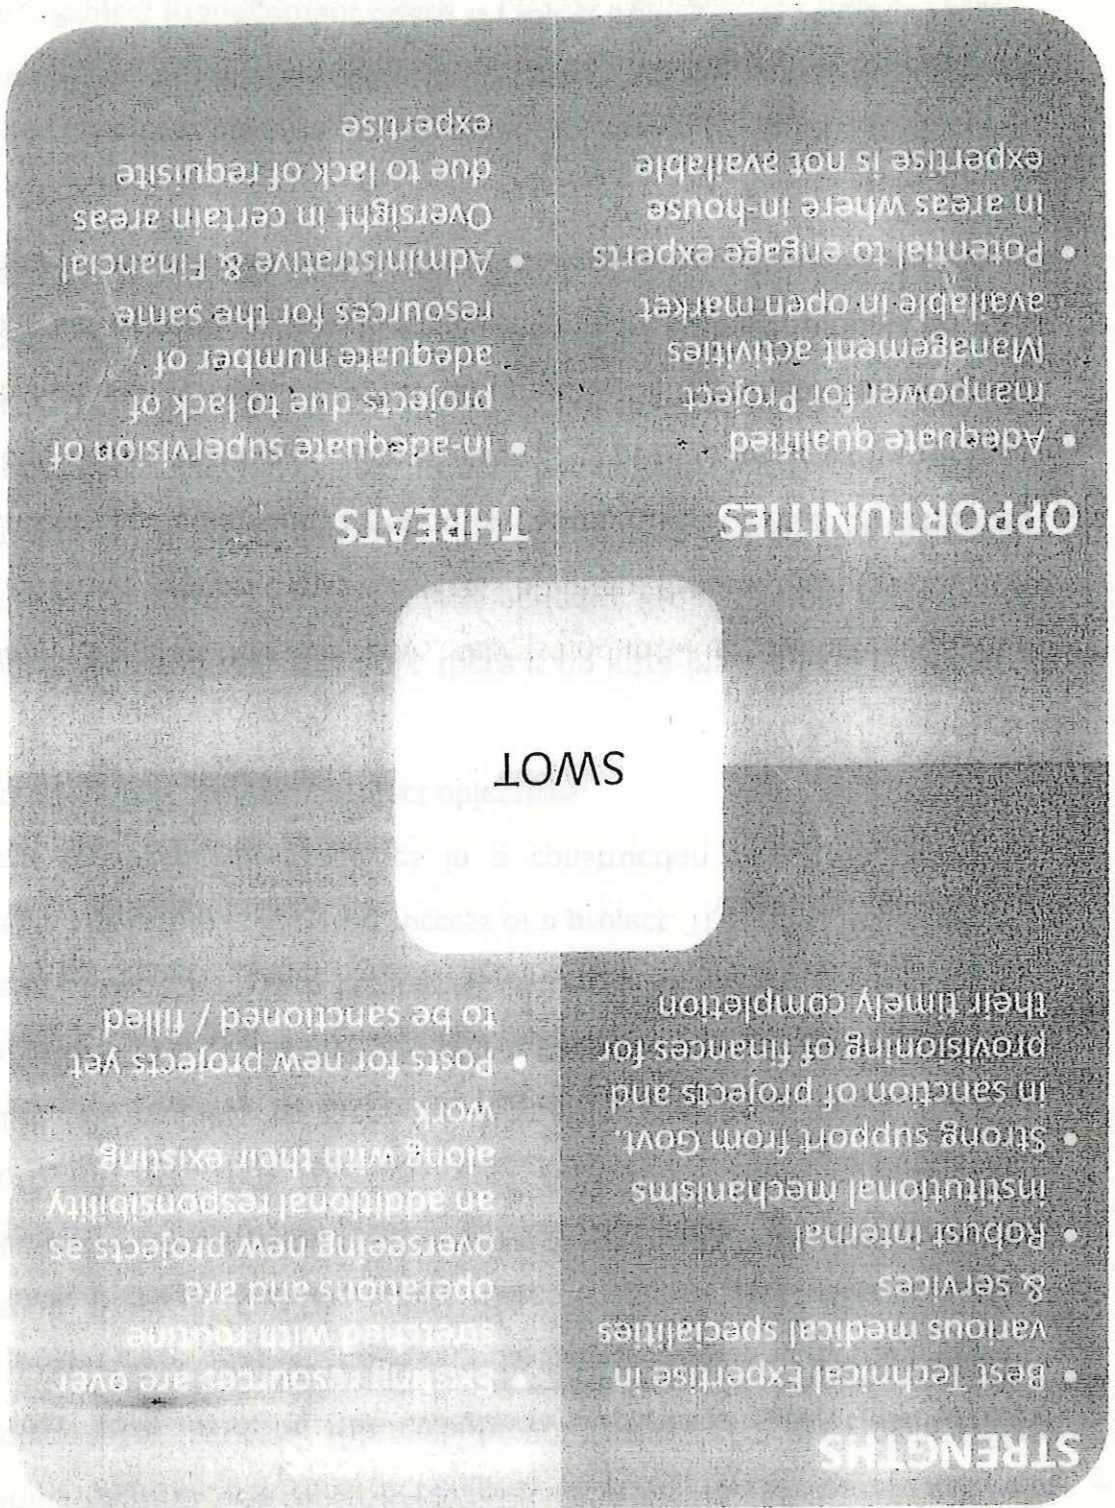 STRENGTHS
• Best Technical Expertise in
various medical specialities
& services
• Robust internal
institutional mechanisms
• Strong support from Govt.
in sanction of projects and
provisioning of finances for
their timely completion
• Existing resources are over
stretched with routine
operations and are
overseeing new projects as
an additional responsibility
along with their existing
work
• Posts for new projects yet
to be sanctioned / filled
SWOT
OPPORTUNITIES
• Adequate qualified
manpower for Project
Management activities
available in open market
• Potential to engage experts
in areas where in-house
expertise is not available
THREATS
• In-adequate supervision of
projects due to lack of
adequate number of
resources for the same
• Administrative & Financial
Oversight in certain areas
due to lack of requisite
expertise